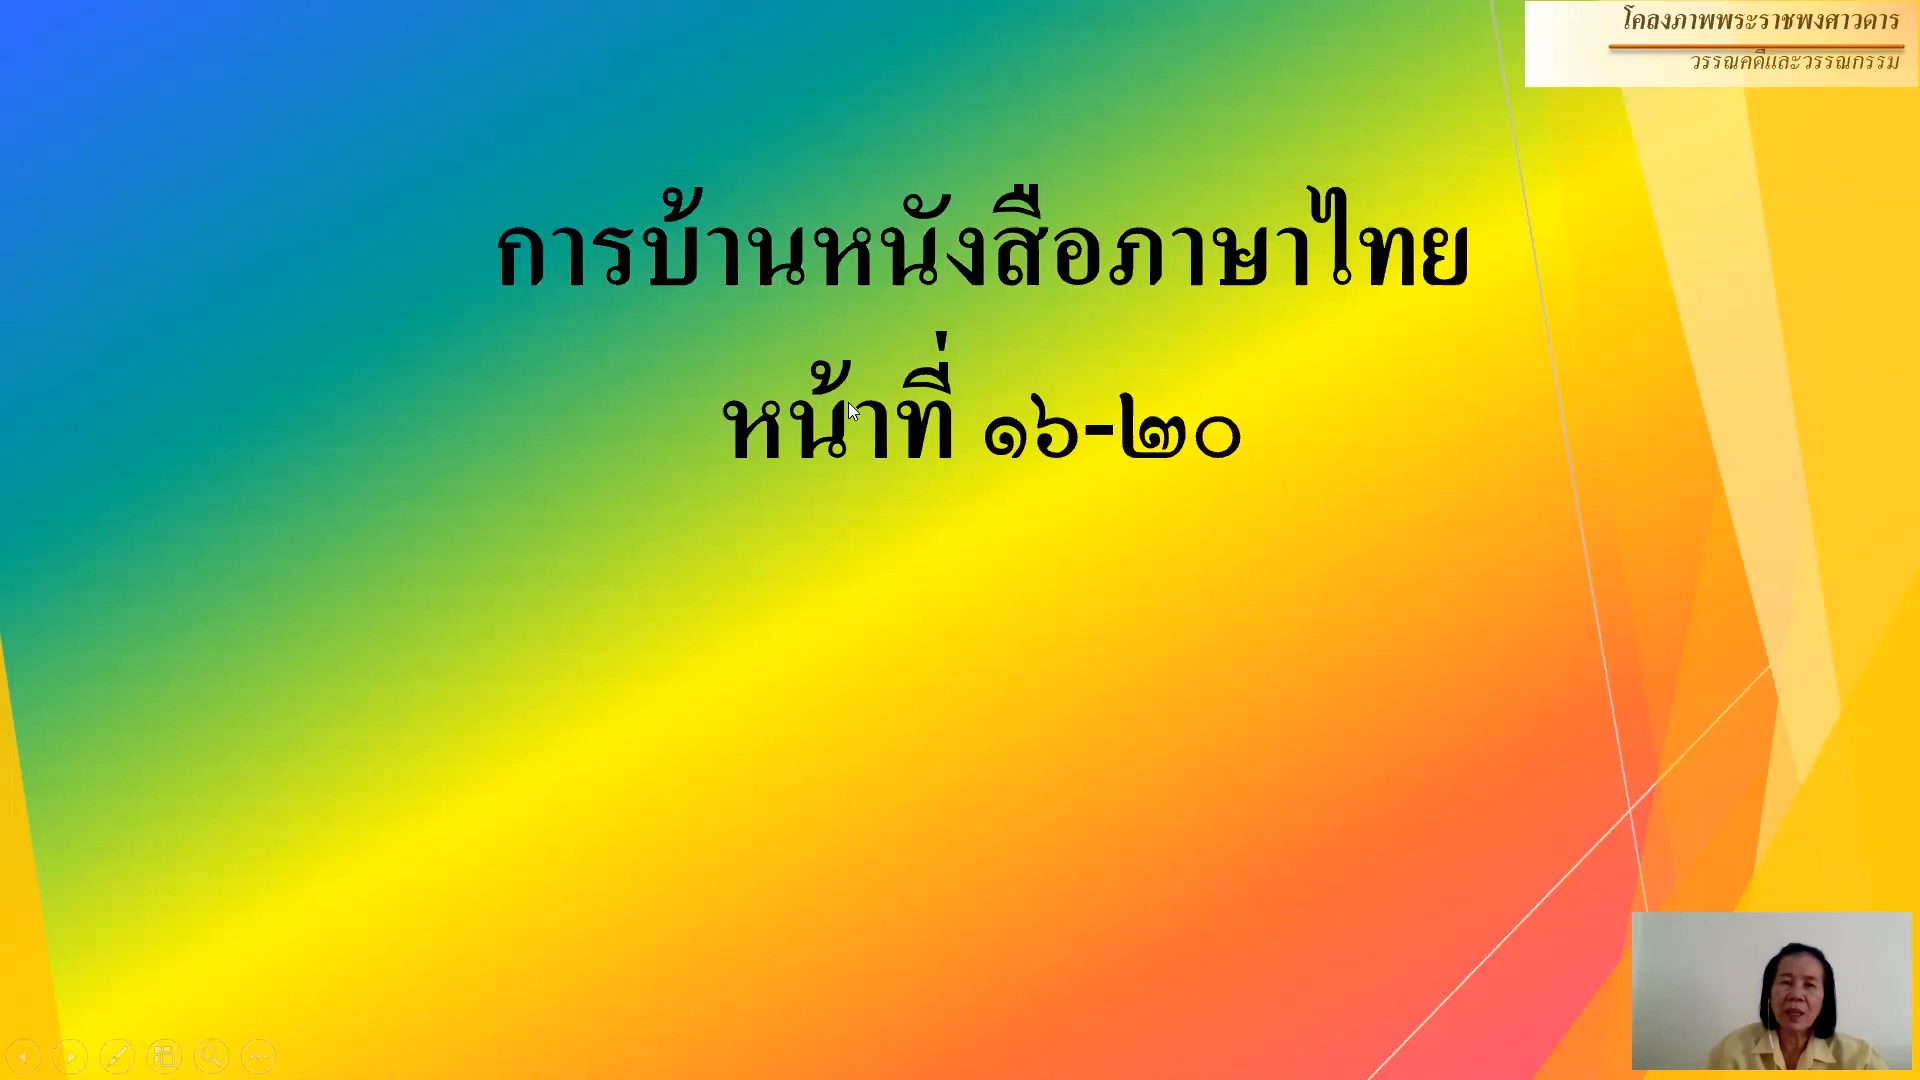 โคลงภาพพระราชพงศาวดาร
วรรณคดีและวรรณกรรม
การบ้านหนังสือภาษาไทย
หน้าที่ ๑๖-๒๐